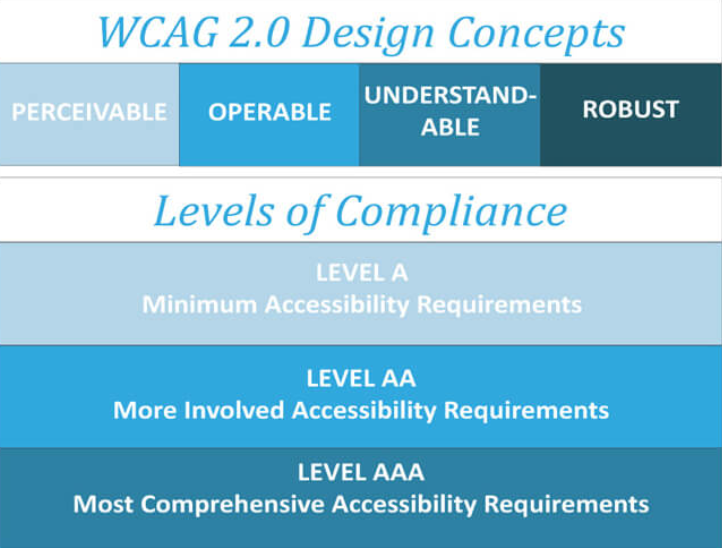 WCAG 2.0 Design Concepts
PERCEIVABLE
OPERABLE
UNDERSTAND-
ABLE
ROBUST
Levels of Compliance
LEVEL A
Minimum Accessibility Requirements
LEVEL AA
More Involved Accessibility Requirements
LEVEL AAA
Most Comprehensive Accessibility Requirements